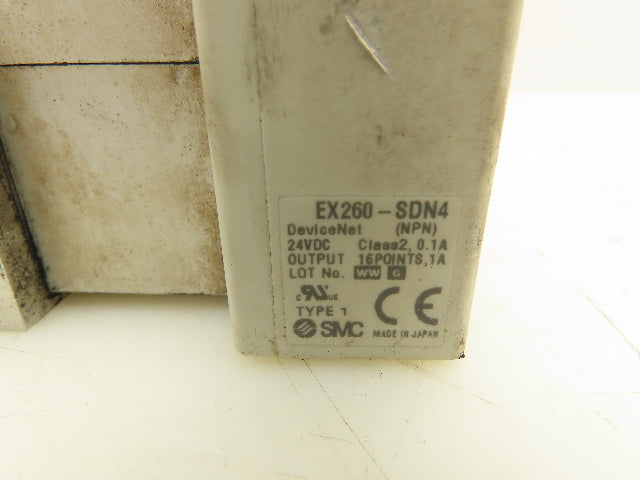 EX260-SDN4
DeviceNet (NPN)
24VDC Class2, 0.1A
OUTPUT 16POINTS, 1A
LOT No. WW G
c RU us
TYPE 1 CE
SMC MADE IN JAPAN